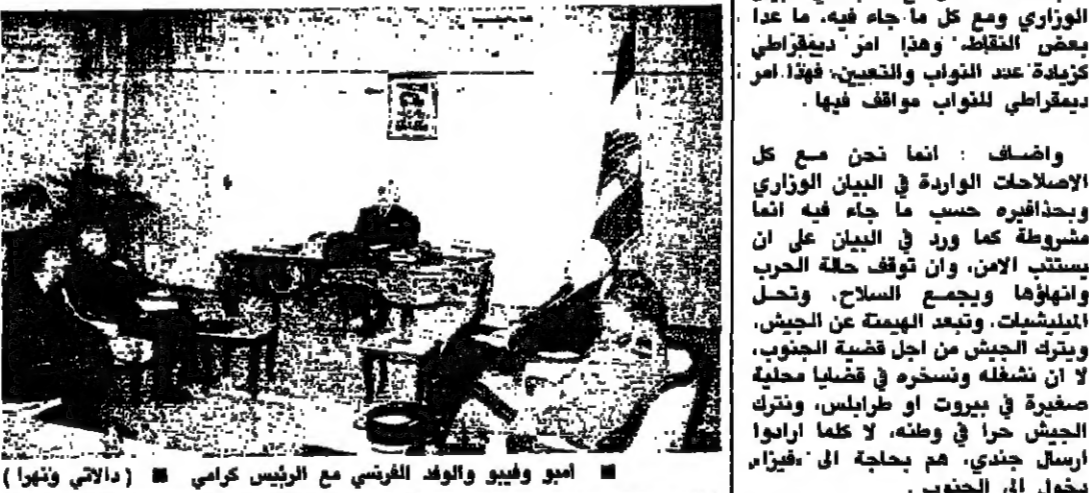 الوزاري ومع كل ما جاء فيه، ما عدا
بعض النقاط، وهذا امر ديمقراطي
كزيادة عدد النواب والتعيين، فهذا امر
ديمقراطي للنواب مواقف فيها .
واضاف : انما نحن مع كل
الاصلاحات الواردة في البيان الوزاري
وبحذافيره حسب ما جاء فيه انما
مشروطة كما ورد في البيان على ان
يستتب الامن، وان توقف حالة الحرب
وانهاؤها ويجمع السلاح، وتحل
الميليشيات، وتبعد الهيمنة عن الجيش،
ويترك الجيش من اجل قضية الجنوب،
لا ان نشغله ونسخره في قضايا محلية
صغيرة في بيروت او طرابلس، ونترك
الجيش حرا في وطنه، لا كلما ارادوا
ارسال جندي، هم بحاجة الى «فيزا»
الجنوب .
■ امبو وفيبو والوفد الفرنسي مع الرئيس كرامي ■ (دالاتي ونهرا)